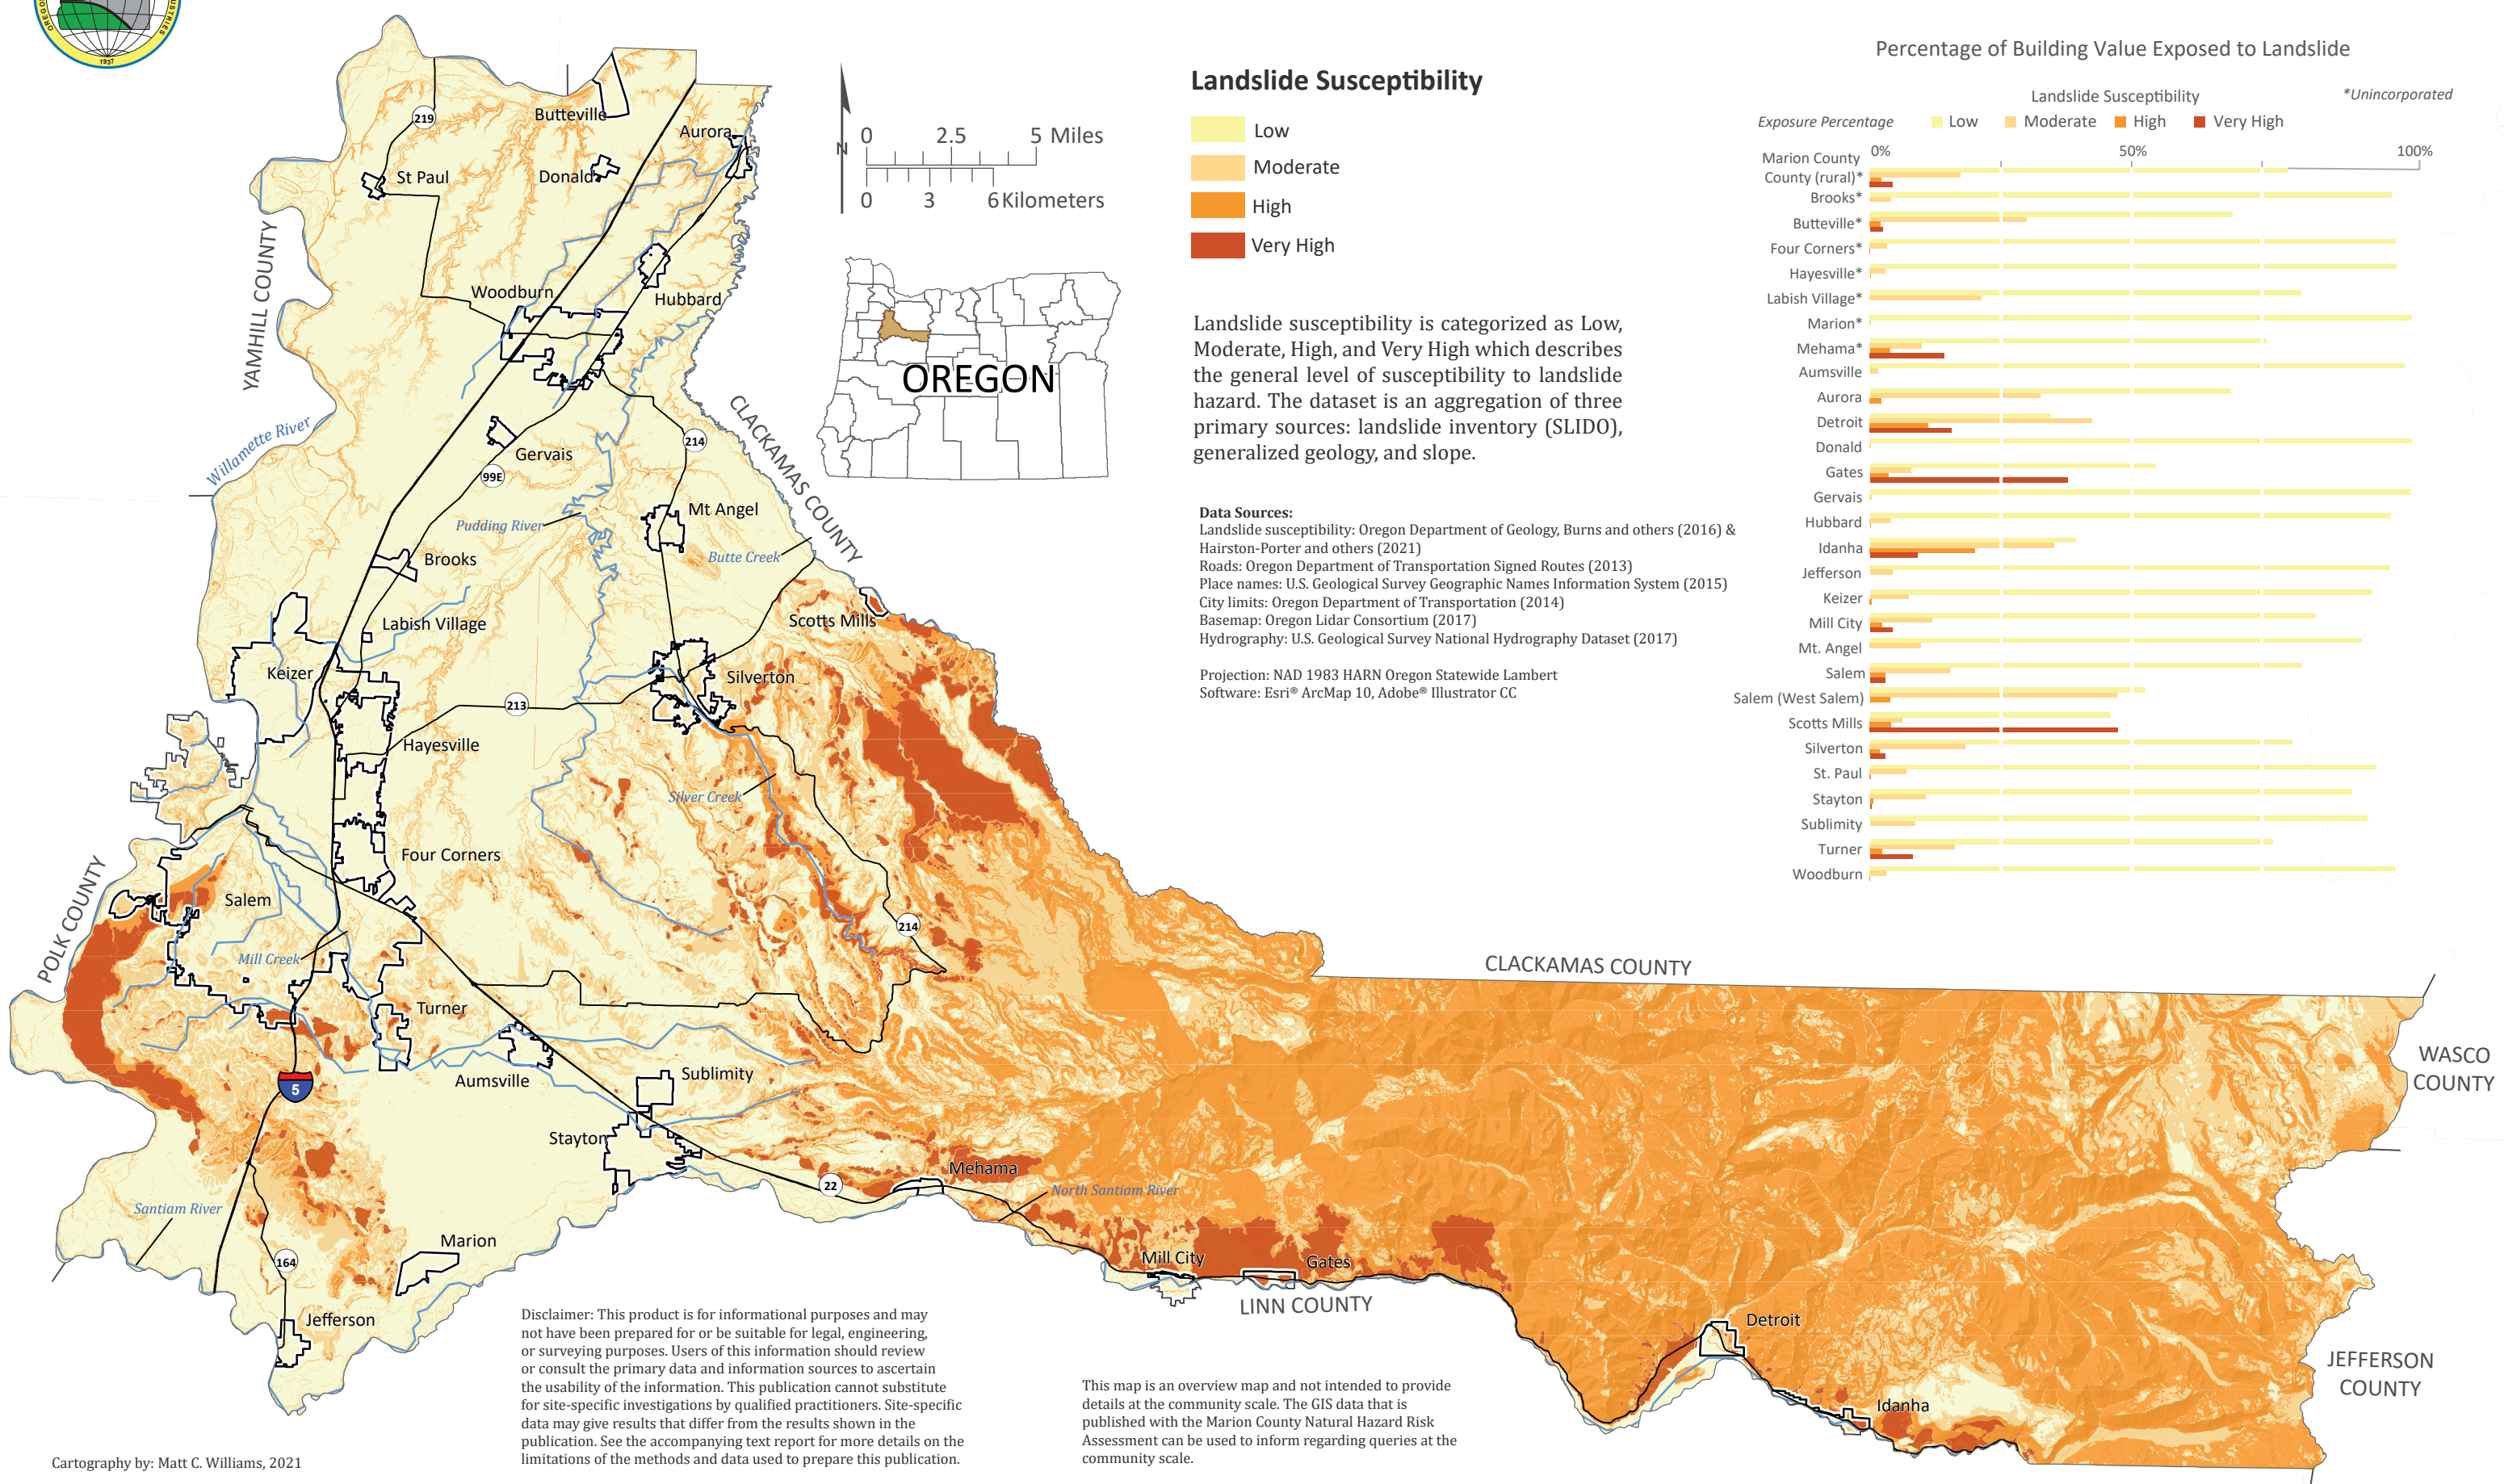 1937
219
Butteville
Aurora
St Paul
Donald
Woodburn
Hubbard
YAMHILL COUNTY
Willamette River
Gervais
99E
214
CLACKAMAS COUNTY
Pudding River
Mt Angel
Butte Creek
Brooks
Labish Village
Scotts Mills
Keizer
Silverton
213
Hayesville
Silver Creek
Four Corners
POLK COUNTY
Salem
214
Mill Creek
Turner
5
Aumsville
Sublimity
Stayton
Mehama
22
North Santiam River
Santiam River
Marion
164
Jefferson
Mill City
Gates
LINN COUNTY
CLACKAMAS COUNTY
WASCO
COUNTY
Detroit
Idanha
JEFFERSON
COUNTY
N
0 2.5 5 Miles
0 3 6 Kilometers
OREGON
Landslide Susceptibility
Low
Moderate
High
Very High
Landslide susceptibility is categorized as Low,
Moderate, High, and Very High which describes
the general level of susceptibility to landslide
hazard. The dataset is an aggregation of three
primary sources: landslide inventory (SLIDO),
generalized geology, and slope.
Data Sources:
Landslide susceptibility: Oregon Department of Geology, Burns and others (2016) &
Hairston-Porter and others (2021)
Roads: Oregon Department of Transportation Signed Routes (2013)
Place names: U.S. Geological Survey Geographic Names Information System (2015)
City limits: Oregon Department of Transportation (2014)
Basemap: Oregon Lidar Consortium (2017)
Hydrography: U.S. Geological Survey National Hydrography Dataset (2017)
Projection: NAD 1983 HARN Oregon Statewide Lambert
Software: Esri® ArcMap 10, Adobe® Illustrator CC
Percentage of Building Value Exposed to Landslide
Landslide Susceptibility
*Unincorporated
Exposure Percentage Low Moderate High Very High
0% 50% 100%
Marion County
County (rural)*
Brooks*
Butteville*
Four Corners*
Hayesville*
Labish Village*
Marion*
Mehama*
Aumsville
Aurora
Detroit
Donald
Gates
Gervais
Hubbard
Idanha
Jefferson
Keizer
Mill City
Mt. Angel
Salem
Salem (West Salem)
Scotts Mills
Silverton
St. Paul
Stayton
Sublimity
Turner
Woodburn
Disclaimer: This product is for informational purposes and may
not have been prepared for or be suitable for legal, engineering,
or surveying purposes. Users of this information should review
or consult the primary data and information sources to ascertain
the usability of the information. This publication cannot substitute
for site-specific investigations by qualified practitioners. Site-specific
data may give results that differ from the results shown in the
publication. See the accompanying text report for more details on the
limitations of the methods and data used to prepare this publication.
This map is an overview map and not intended to provide
details at the community scale. The GIS data that is
published with the Marion County Natural Hazard Risk
Assessment can be used to inform regarding queries at the
community scale.
Cartography by: Matt C. Williams, 2021